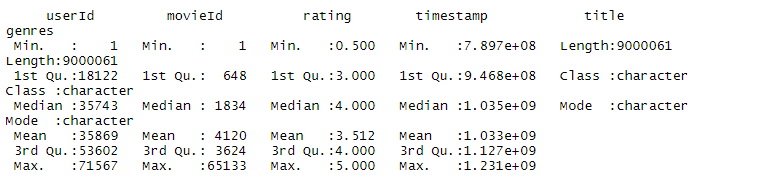 userId          movieId          rating        timestamp            title          
genres         
 Min.   :    1   Min.   :    1   Min.   :0.500   Min.   :7.897e+08   Length:9000061    
Length:9000061    
 1st Qu.:18122   1st Qu.:  648   1st Qu.:3.000   1st Qu.:9.468e+08   Class :character  
Class :character  
 Median :35743   Median : 1834   Median :4.000   Median :1.035e+09   Mode  :character  
Mode  :character  
 Mean   :35869   Mean   : 4120   Mean   :3.512   Mean   :1.033e+09
 3rd Qu.:53602   3rd Qu.: 3624   3rd Qu.:4.000   3rd Qu.:1.127e+09
 Max.   :71567   Max.   :65133   Max.   :5.000   Max.   :1.231e+09